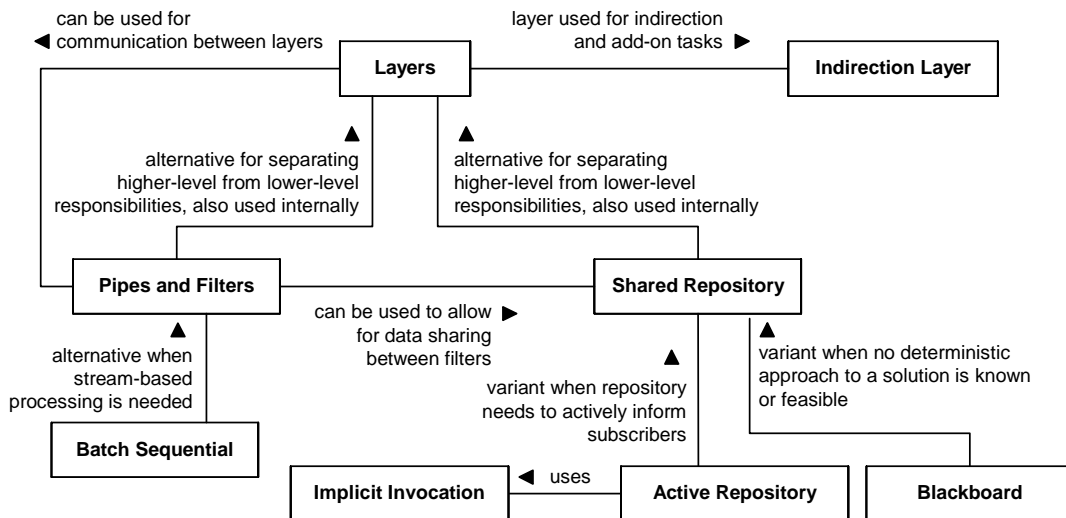 can be used for
communication between layers
layer used for indirection
and add-on tasks
Layers
Indirection Layer
alternative for separating
higher-level from lower-level
responsibilities, also used internally
alternative for separating
higher-level from lower-level
responsibilities, also used internally
Pipes and Filters
Shared Repository
can be used to allow
for data sharing
between filters
alternative when
stream-based
processing is needed
variant when repository
needs to actively inform
subscribers
variant when no deterministic
approach to a solution is known
or feasible
Batch Sequential
Implicit Invocation
uses
Active Repository
Blackboard